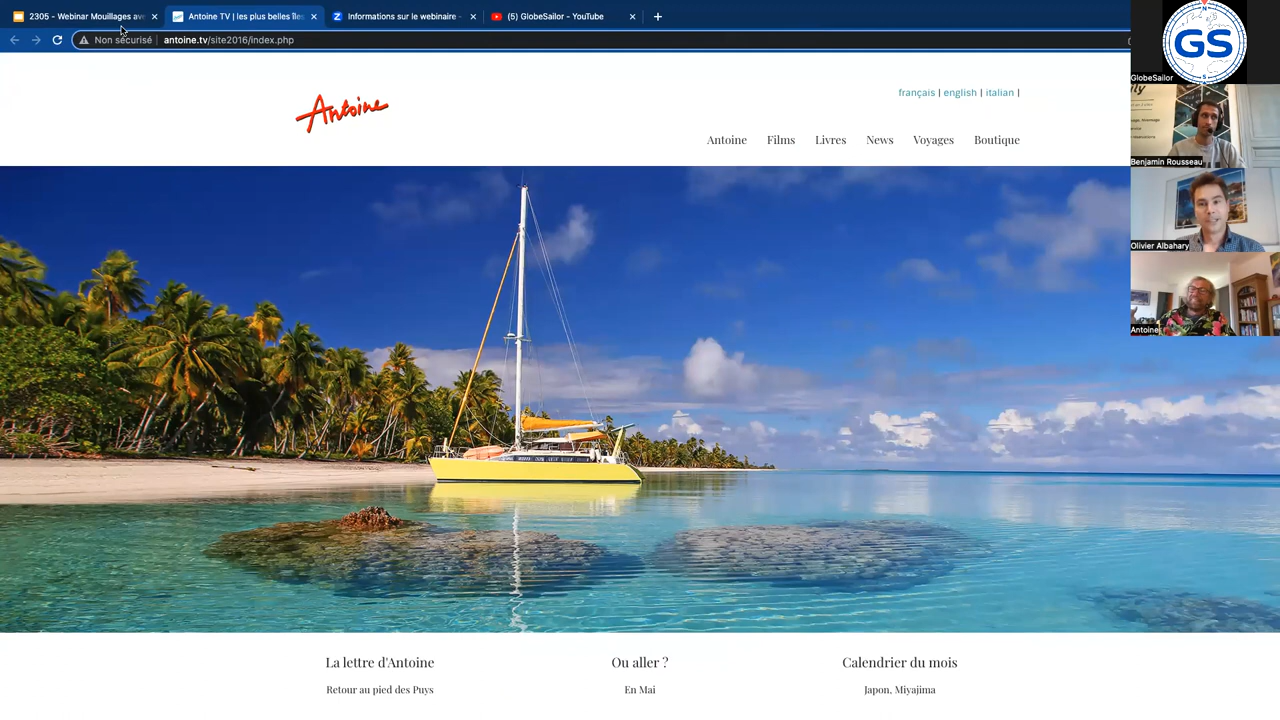 2305 - Webinar Mouillages ave
Antoine TV | les plus belles îles
Informations sur le webinaire -
(5) GlobeSailor - YouTube
Non sécurisé | antoine.tv/site2016/index.php
GS
GlobeSailor
Antoine
français | english | italian |
Antoine Films Livres News Voyages Boutique
Benjamin Rousseau
Olivier Albahary
Antoine
La lettre d'Antoine
Retour au pied des Puys
Ou aller ?
En Mai
Calendrier du mois
Japon, Miyajima